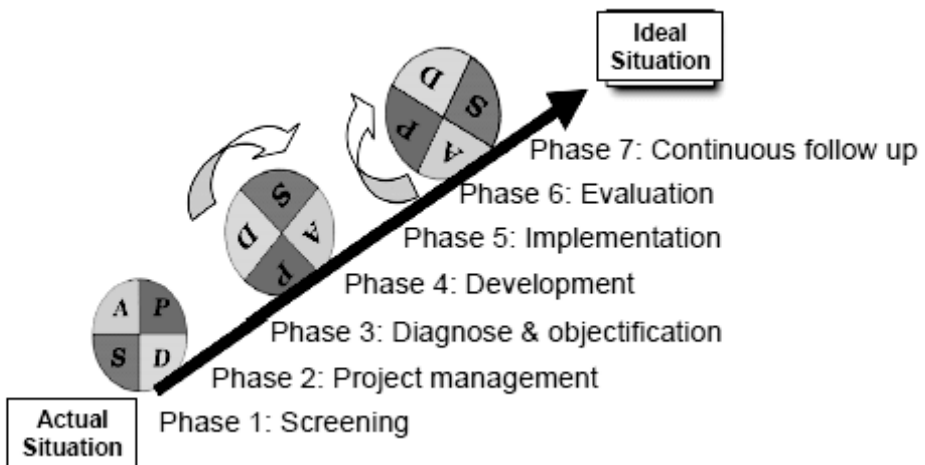 Ideal
Situation
D
S
P
A
Phase 7: Continuous follow up
Phase 6: Evaluation
S
D
A
P
Phase 5: Implementation
Phase 4: Development
A P
S D
Phase 3: Diagnose & objectification
Phase 2: Project management
Actual
Situation
Phase 1: Screening